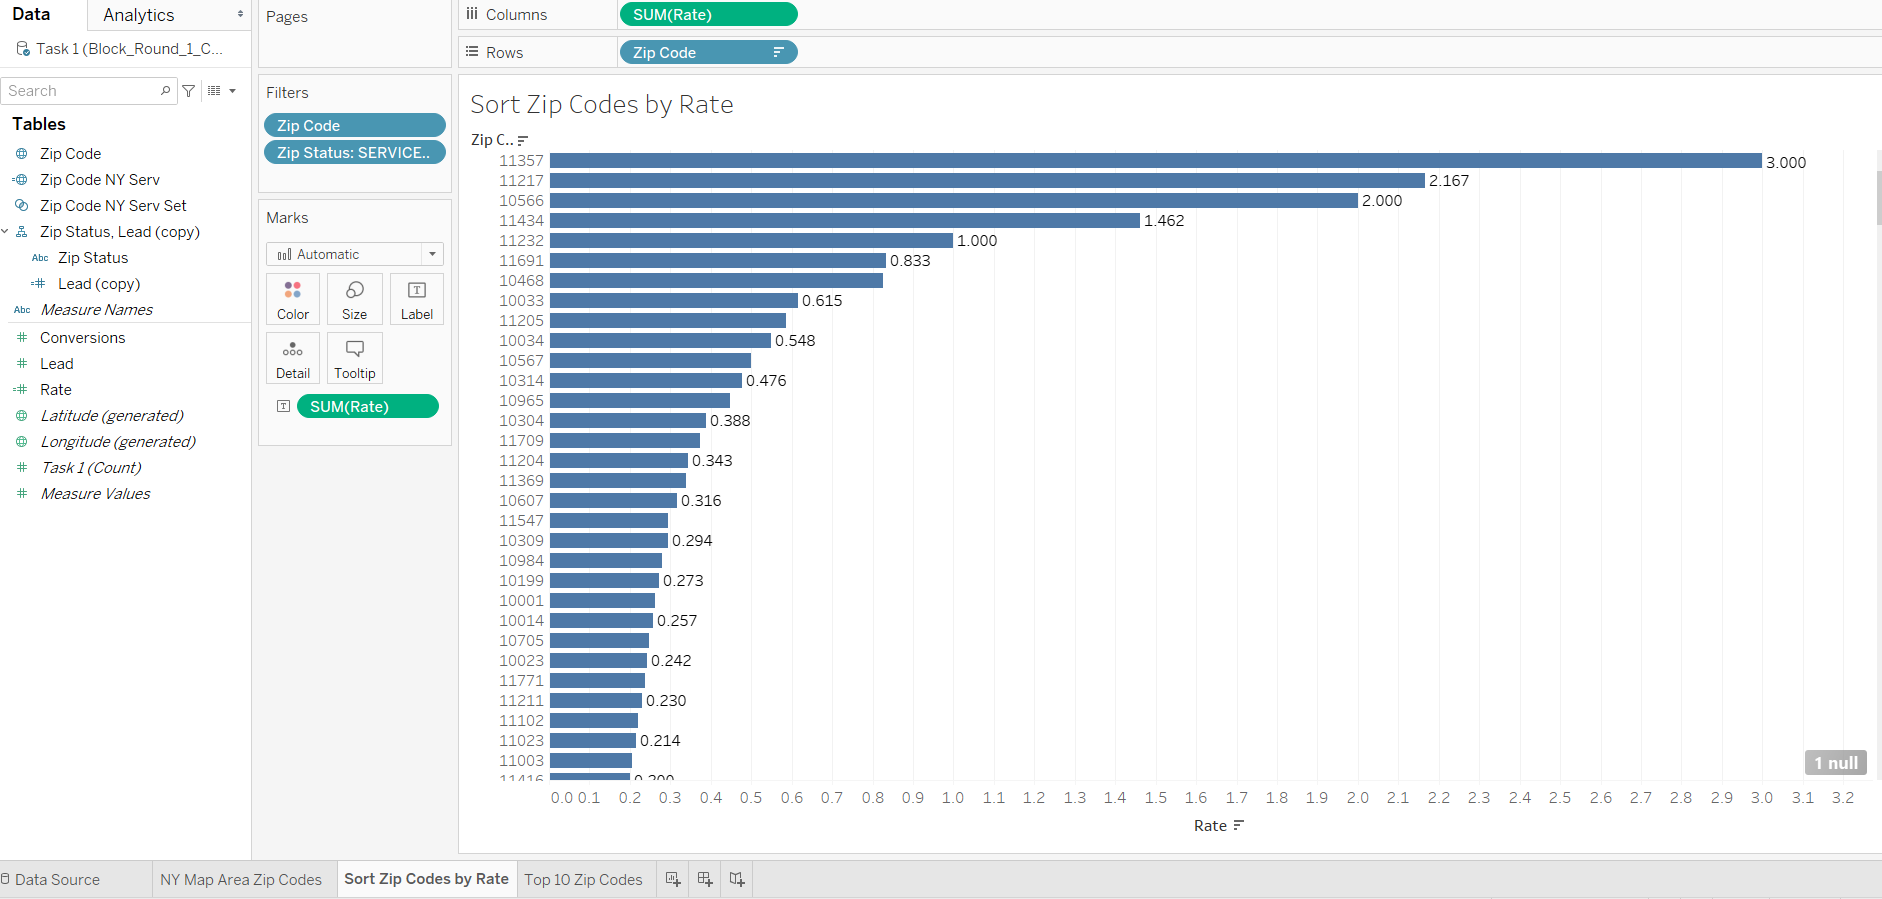 Data
Analytics
Task 1 (Block_Round_1_C...
Search
Tables
Zip Code
Zip Code NY Serv
Zip Code NY Serv Set
Zip Status, Lead (copy)
Abc Zip Status
Lead (copy)
Abc Measure Names
Conversions
Lead
Rate
Latitude (generated)
Longitude (generated)
Task 1 (Count)
Measure Values
Pages
Filters
Zip Code
Zip Status: SERVICE..
Marks
Automatic
Color Size Label
Detail Tooltip
SUM(Rate)
Columns SUM(Rate)
Rows Zip Code
Sort Zip Codes by Rate
Zip C..
11357 3.000
11217 2.167
10566 2.000
11434 1.462
11232 1.000
11691 0.833
10468
10033 0.615
11205
10034 0.548
10567
10314 0.476
10965
10304 0.388
11709
11204 0.343
11369
10607 0.316
11547
10309 0.294
10984
10199 0.273
10001
10014 0.257
10705
10023 0.242
11771
11211 0.230
11102
11023 0.214
11003
11416 0.200
1 null
0.0 0.1 0.2 0.3 0.4 0.5 0.6 0.7 0.8 0.9 1.0 1.1 1.2 1.3 1.4 1.5 1.6 1.7 1.8 1.9 2.0 2.1 2.2 2.3 2.4 2.5 2.6 2.7 2.8 2.9 3.0 3.1 3.2
Rate
Data Source
NY Map Area Zip Codes
Sort Zip Codes by Rate
Top 10 Zip Codes